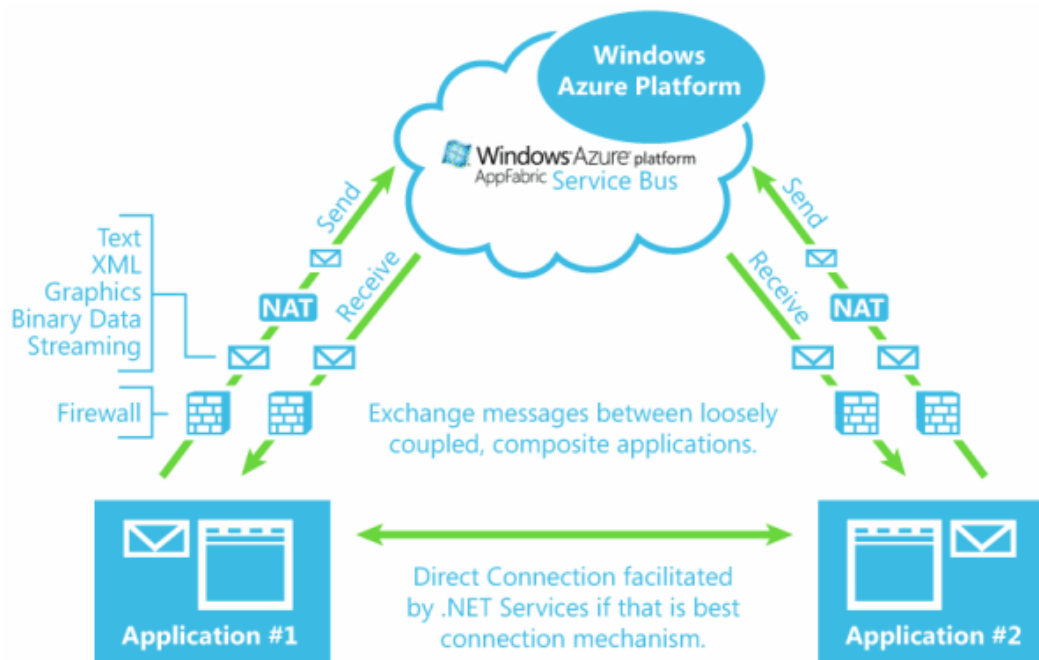 Windows
Azure Platform
Windows Azure platform
AppFabric Service Bus
Send
Send
Text
XML
Graphics
Binary Data
Streaming
Receive
Receive
NAT
NAT
Firewall
Exchange messages between loosely
coupled, composite applications.
Direct Connection facilitated
by .NET Services if that is best
connection mechanism.
Application #1
Application #2